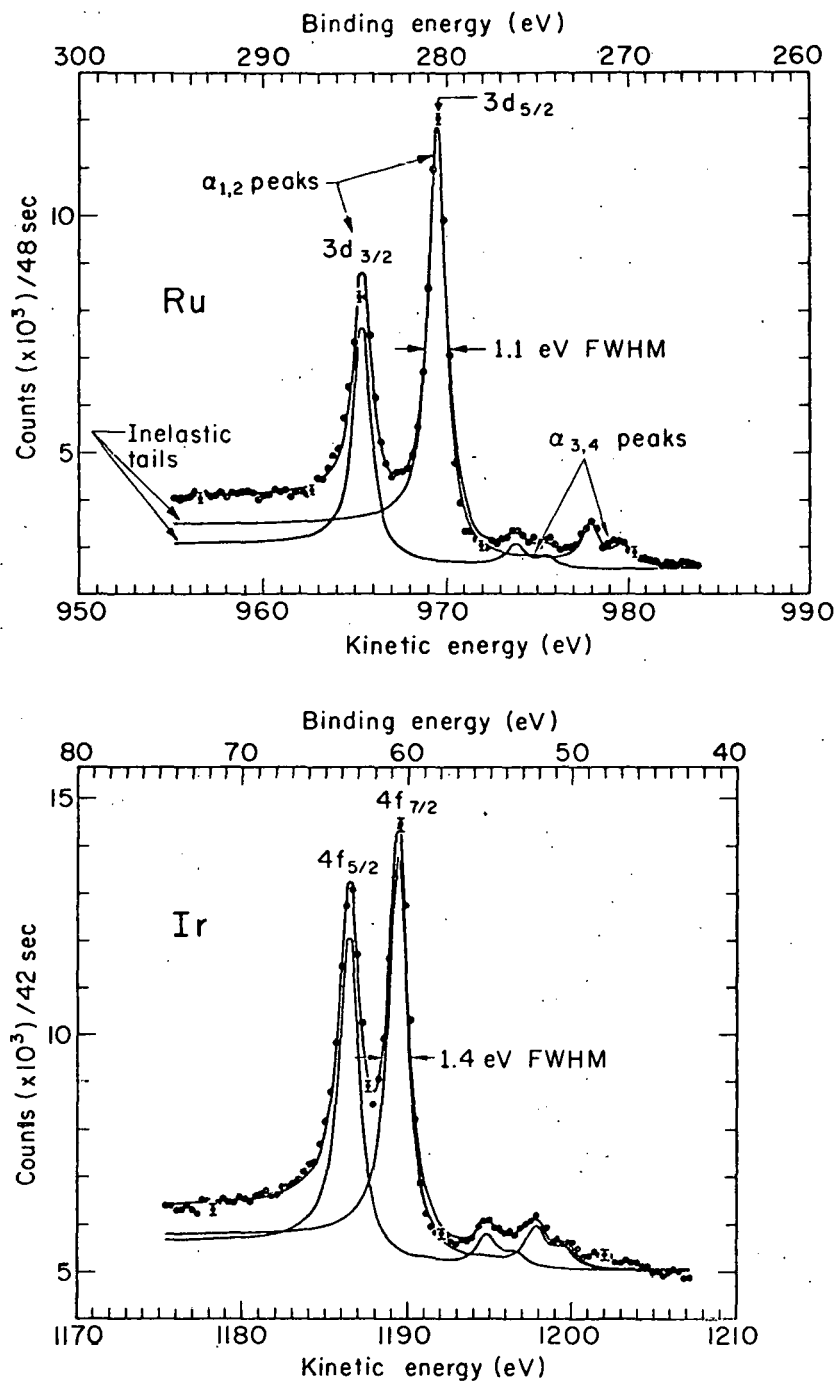 Binding energy (eV)
300 290 280 270 260
3d5/2
α1,2 peaks
3d 3/2
10
Ru
1.1 eV FWHM
Counts (x10³)/48 sec
α3,4 peaks
Inelastic
tails
5
950 960 970 980 990
Kinetic energy (eV)
Binding energy (eV)
80 70 60 50 40
15
4f7/2
4f5/2
Ir
Counts (x10³)/42 sec
10
1.4 eV FWHM
5
1170 1180 1190 1200 1210
Kinetic energy (eV)